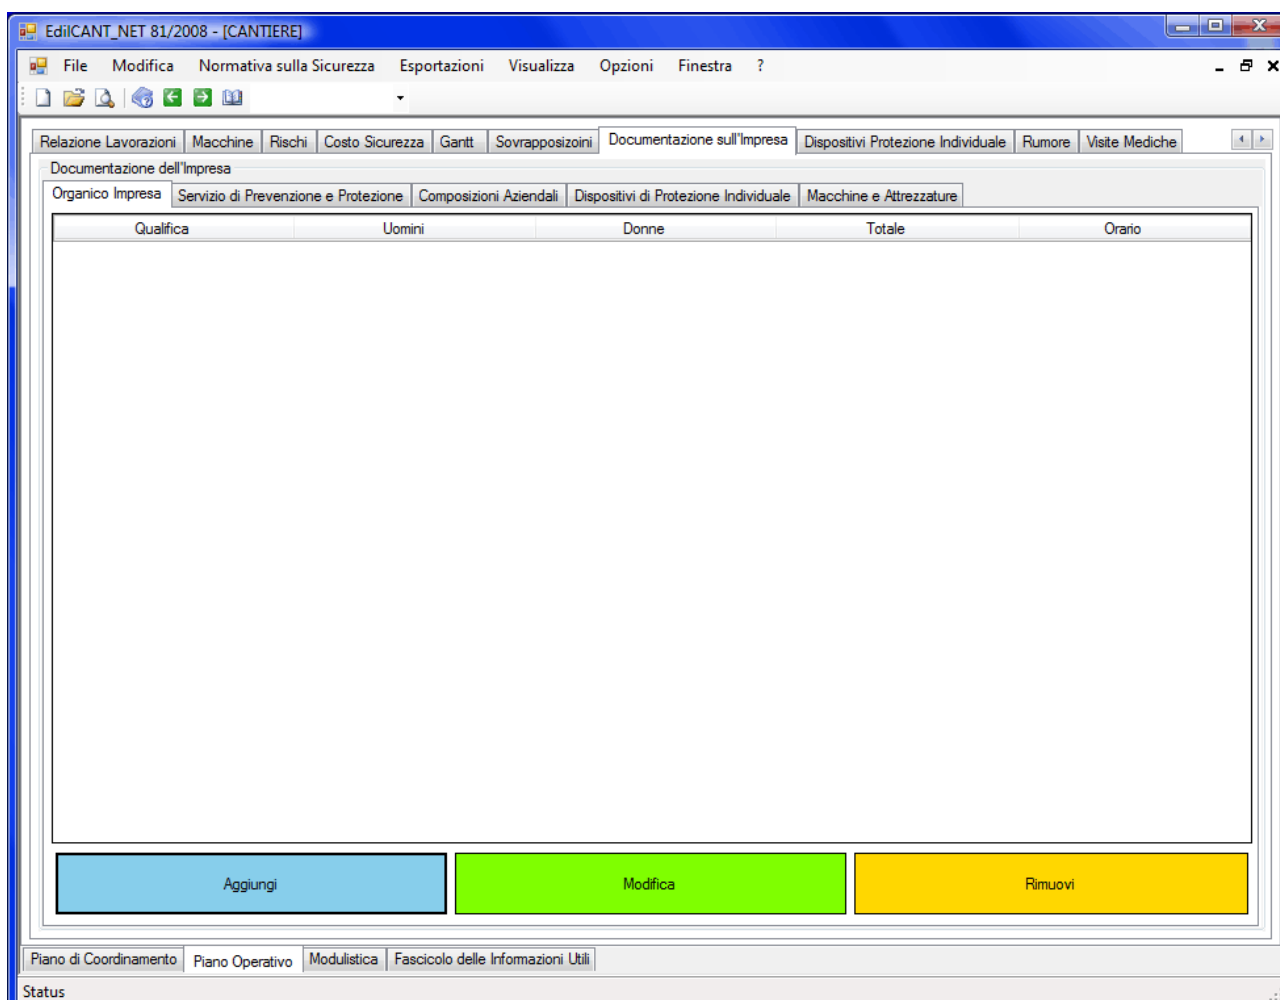 EdilCANT_NET 81/2008 - [CANTIERE]
File Modifica Normativa sulla Sicurezza Esportazioni Visualizza Opzioni Finestra ?
Relazione Lavorazioni Macchine Rischi Costo Sicurezza Gantt Sovrapposizoini Documentazione sull'Impresa Dispositivi Protezione Individuale Rumore Visite Mediche
Documentazione dell'Impresa
Organico Impresa Servizio di Prevenzione e Protezione Composizioni Aziendali Dispositivi di Protezione Individuale Macchine e Attrezzature
Qualifica Uomini Donne Totale Orario
Aggiungi Modifica Rimuovi
Piano di Coordinamento Piano Operativo Modulistica Fascicolo delle Informazioni Utili
Status